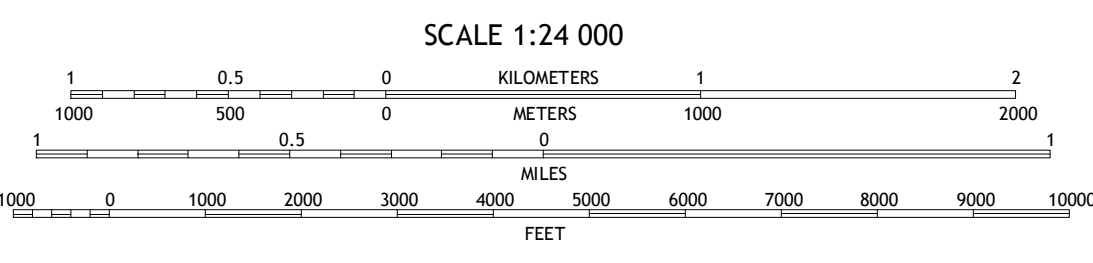 SCALE 1:24 000
1 0.5 0 KILOMETERS 1 2
1000 500 0 METERS 1000 2000
1 0.5 0 1
MILES
1000 0 1000 2000 3000 4000 5000 6000 7000 8000 9000 10000
FEET